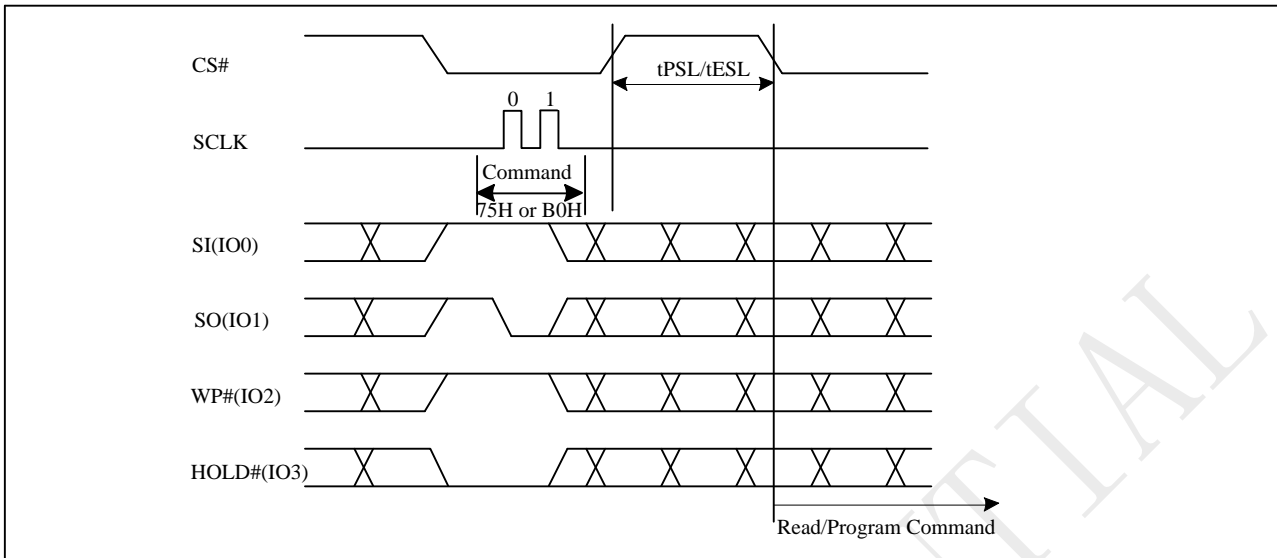 CS#
tPSL/tESL
0 1
SCLK
Command
75H or B0H
SI(IO0)
SO(IO1)
WP#(IO2)
HOLD#(IO3)
Read/Program Command
TIAL